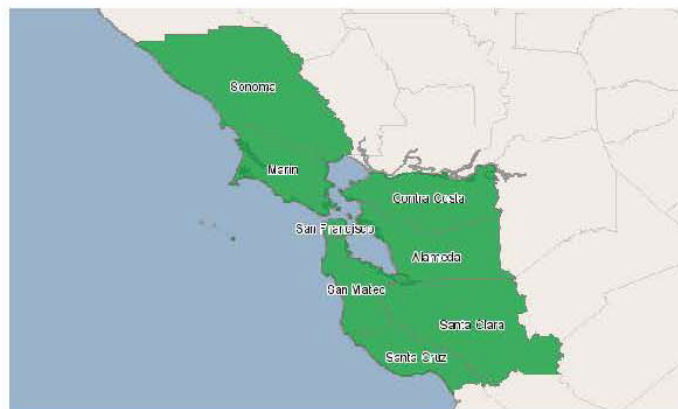 Sonoma
Marin
Contra Costa
San Francisco
Alameda
San Mateo
Santa Clara
Santa Cruz